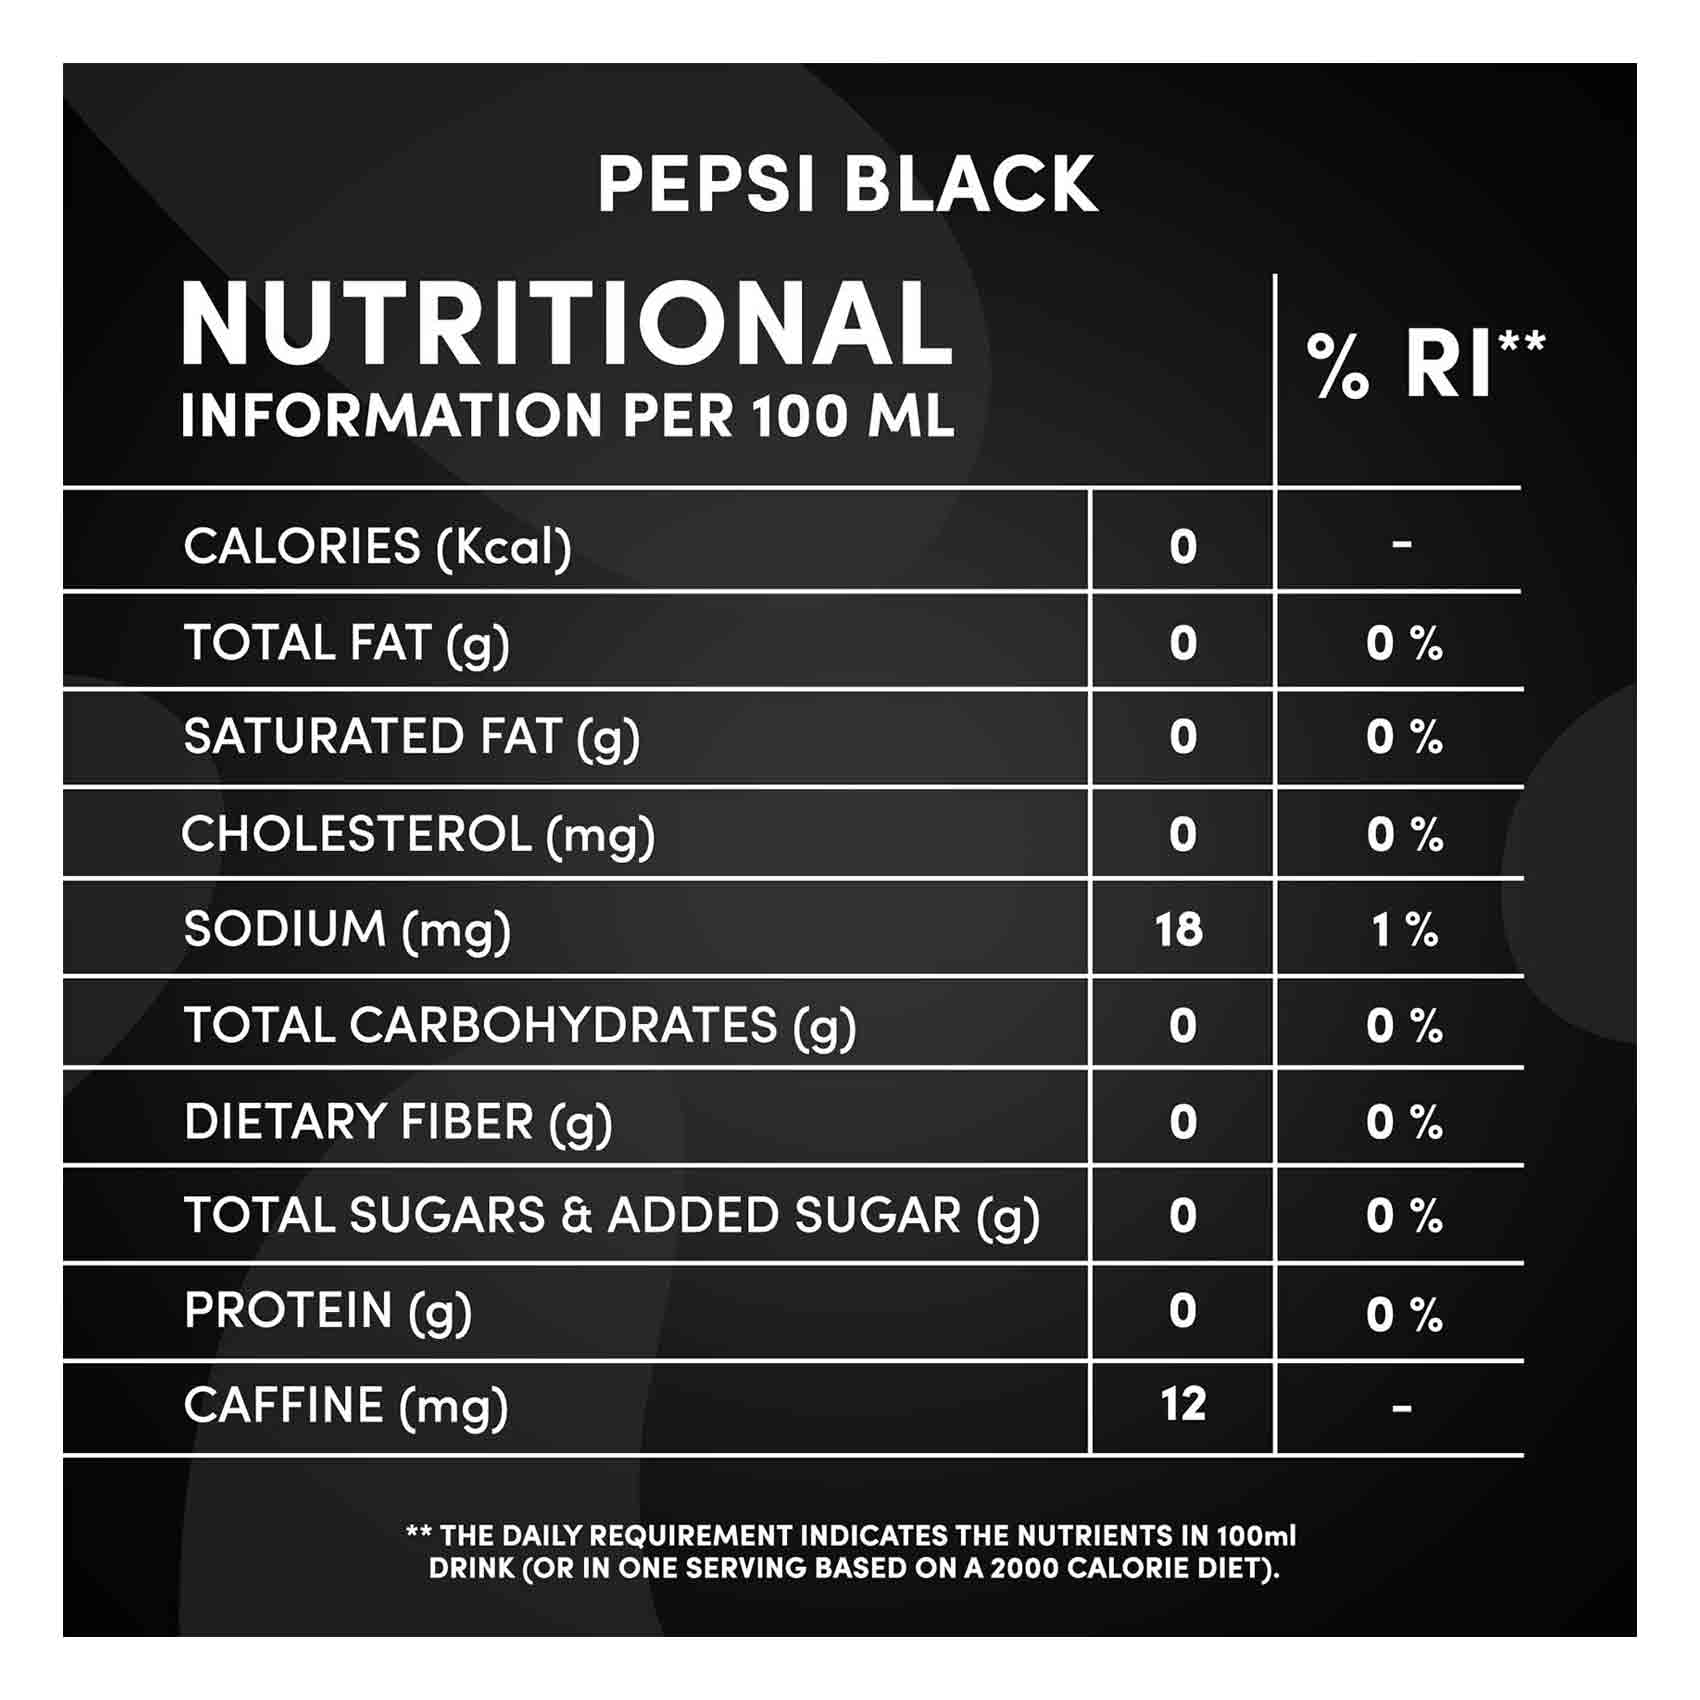 PEPSI BLACK
NUTRITIONAL
INFORMATION PER 100 ML
% RI**
CALORIES (Kcal) 0 -
TOTAL FAT (g) 0 0 %
SATURATED FAT (g) 0 0 %
CHOLESTEROL (mg) 0 0 %
SODIUM (mg) 18 1 %
TOTAL CARBOHYDRATES (g) 0 0 %
DIETARY FIBER (g) 0 0 %
TOTAL SUGARS & ADDED SUGAR (g) 0 0 %
PROTEIN (g) 0 0 %
CAFFINE (mg) 12 -
** THE DAILY REQUIREMENT INDICATES THE NUTRIENTS IN 100ml
DRINK (OR IN ONE SERVING BASED ON A 2000 CALORIE DIET).